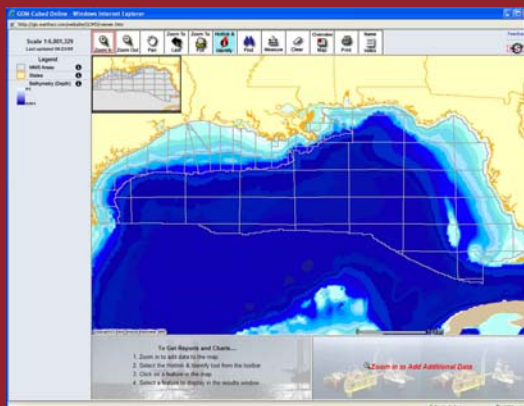 GOM-Cubed Online - Windows Internet Explorer
Scale 1:6,801,229
Legend
MMS Areas
States
Bathymetry (Depth)
Zoom In
Zoom Out
Pan
Zoom To
Last
Zoom To
Full
Hotlink &
Identify
Find
Measure
Clear
Overview
Map
Print
Name
Index
To Get Reports and Charts...
1. Zoom in to add data to the map
2. Select the Hotlink & Identify tool from the toolbar
3. Click on a feature in the map
4. Select a feature to display in the results window
Zoom in to Add Additional Data